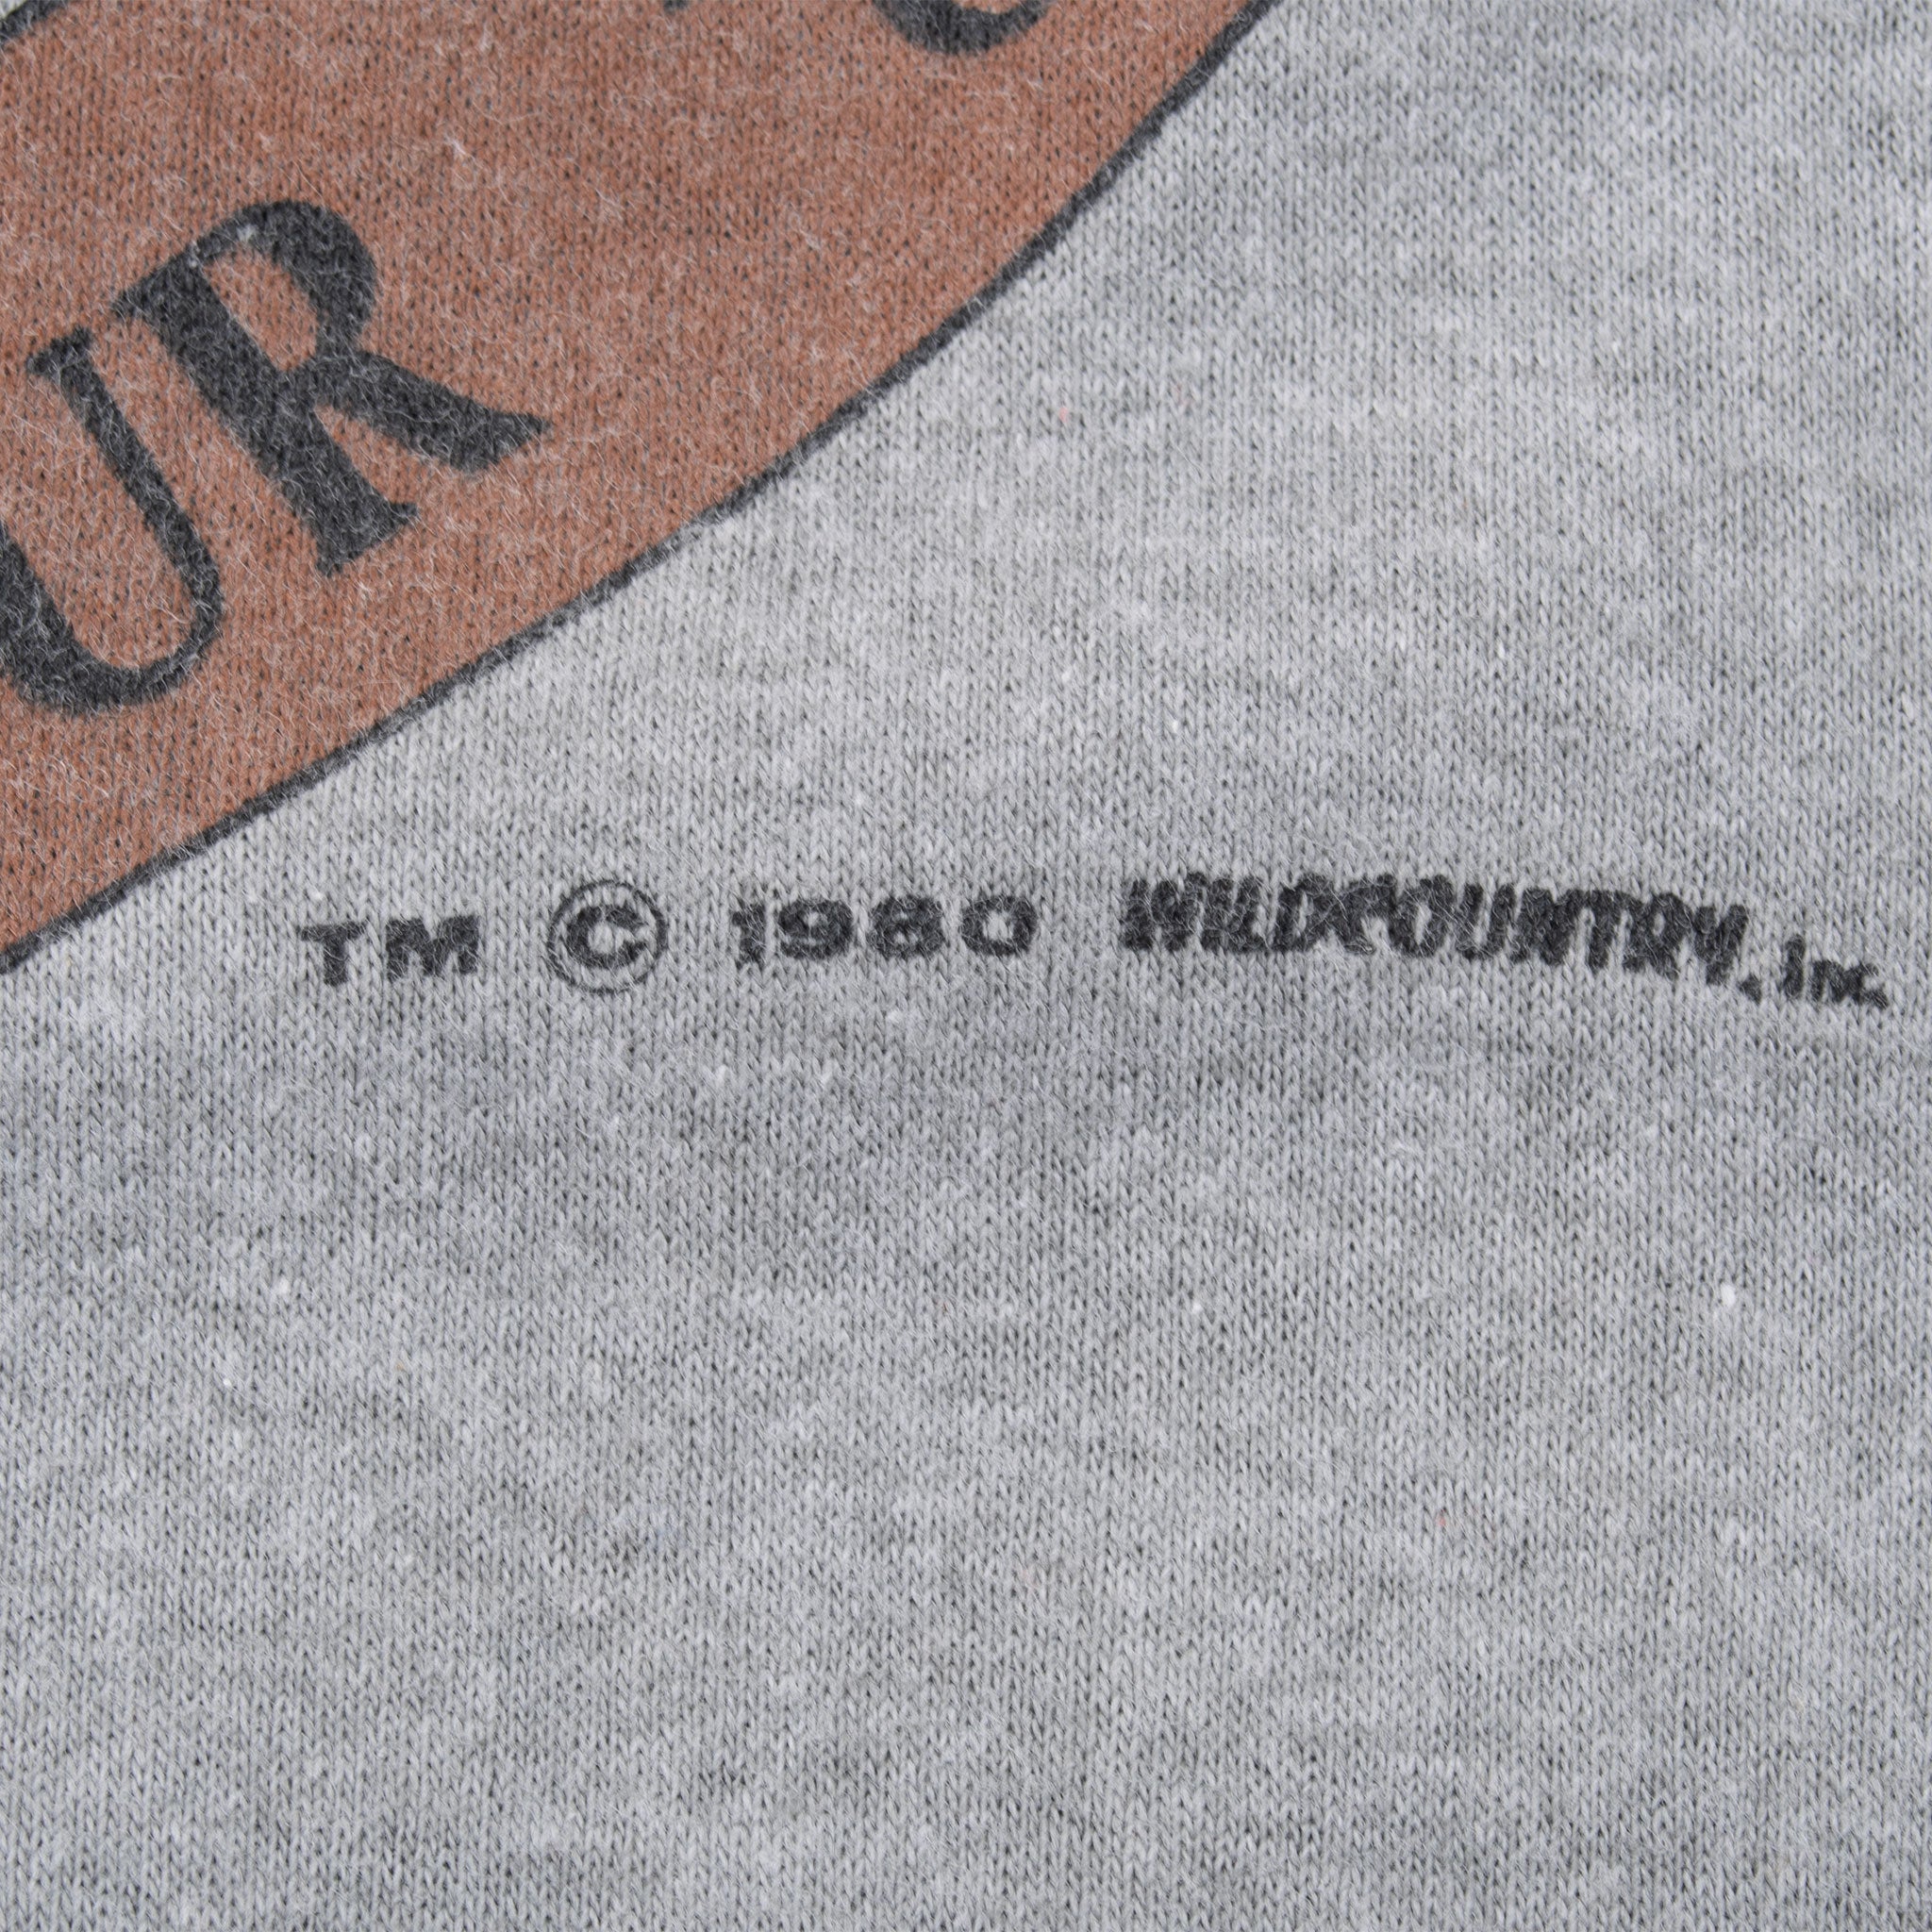 UR
TM © 1980 WILDCOUNTRY, Inc.